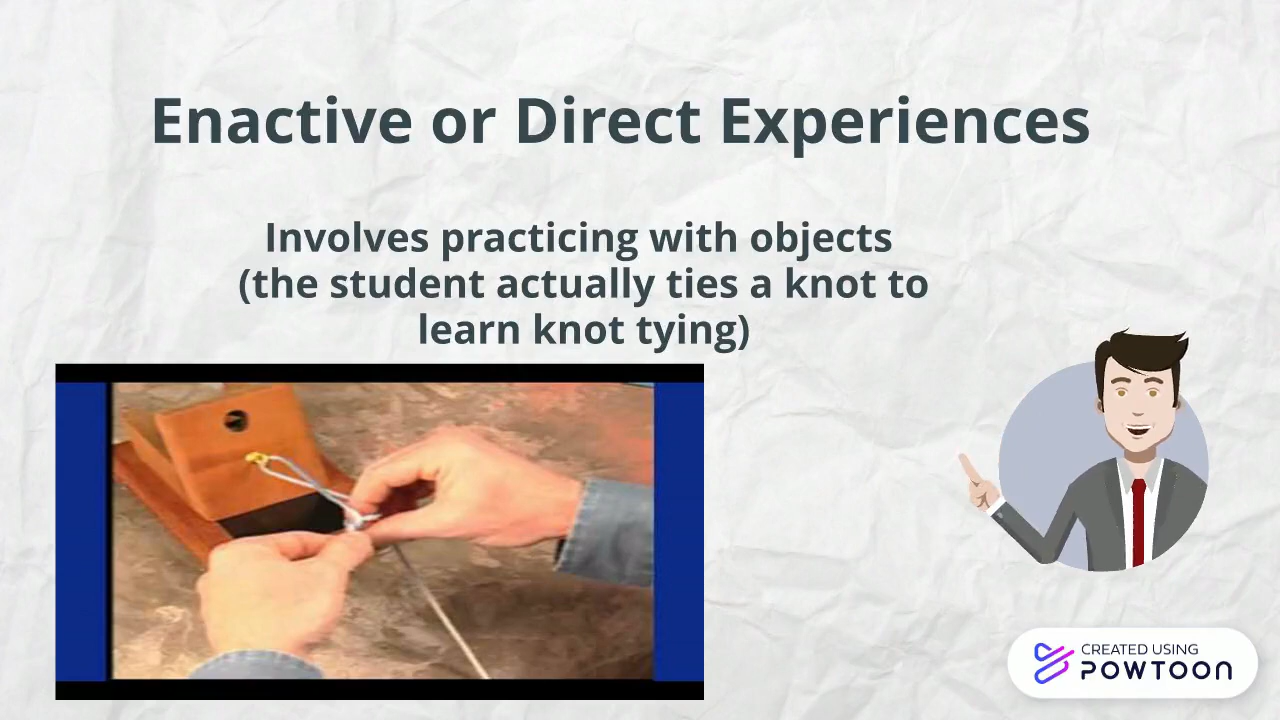 Enactive or Direct Experiences
Involves practicing with objects
(the student actually ties a knot to
learn knot tying)
CREATED USING
POWTOON